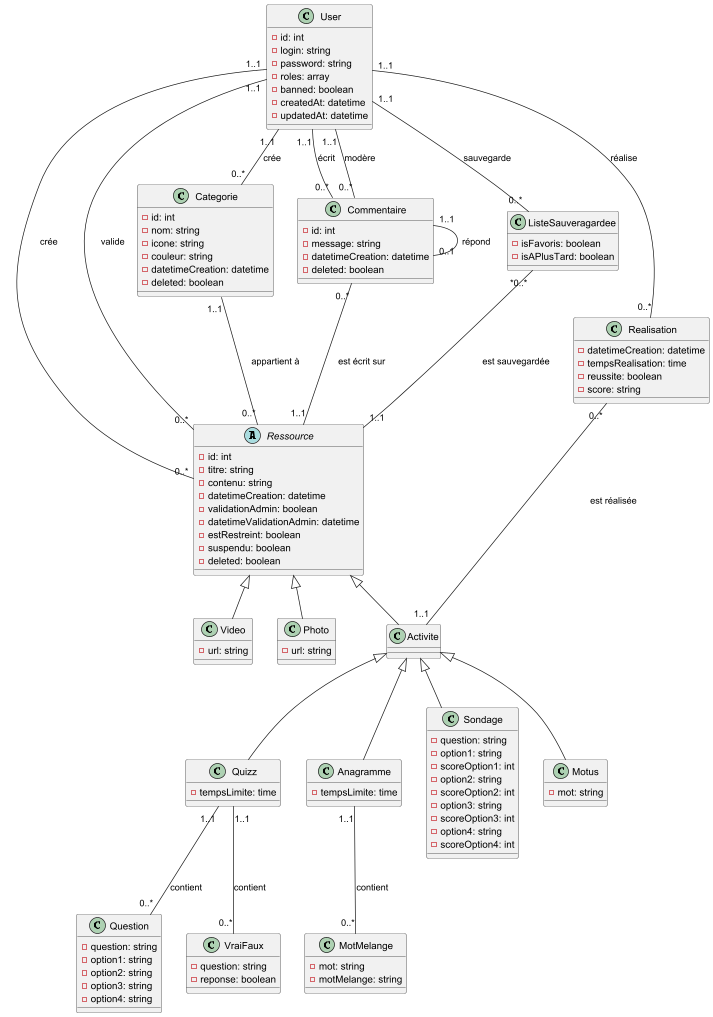 C User
id: int
login: string
password: string
roles: array
banned: boolean
createdAt: datetime
updatedAt: datetime
1..1
1..1
1..1
1..1
1..1
1..1
1..1
crée
écrit
modère
sauvegarde
réalise
0..*
0..*
0..*
0..*
C Categorie
id: int
nom: string
icone: string
couleur: string
datetimeCreation: datetime
deleted: boolean
C Commentaire
id: int
message: string
datetimeCreation: datetime
deleted: boolean
1..1
répond
0..1
C ListeSauveragardee
isFavoris: boolean
isAPlusTard: boolean
crée
valide
1..1
0..*
*0..*
0..*
C Realisation
datetimeCreation: datetime
tempsRealisation: time
reussite: boolean
score: string
appartient à
est écrit sur
est sauvegardée
0..*
0..*
0..*
1..1
1..1
0..*
0..*
A Ressource
id: int
titre: string
contenu: string
datetimeCreation: datetime
validationAdmin: boolean
datetimeValidationAdmin: datetime
estRestreint: boolean
suspendu: boolean
deleted: boolean
est réalisée
1..1
C Video
url: string
C Photo
url: string
C Activite
C Quizz
tempsLimite: time
C Anagramme
tempsLimite: time
C Sondage
question: string
option1: string
scoreOption1: int
option2: string
scoreOption2: int
option3: string
scoreOption3: int
option4: string
scoreOption4: int
C Motus
mot: string
1..1
1..1
1..1
contient
contient
contient
0..*
0..*
0..*
C Question
question: string
option1: string
option2: string
option3: string
option4: string
C VraiFaux
question: string
reponse: boolean
C MotMelange
mot: string
motMelange: string